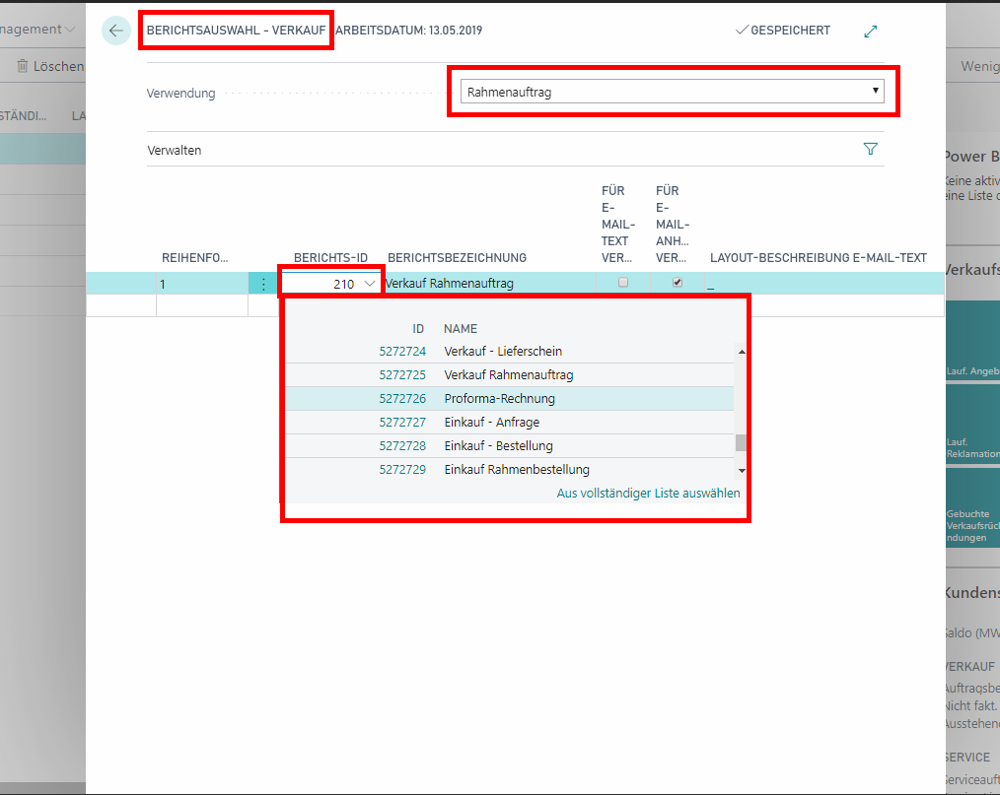 nagement
BERICHTSAUSWAHL - VERKAUF
ARBEITSDATUM: 13.05.2019
GESPEICHERT
Löschen
Wenig
Verwendung
Rahmenauftrag
STÄNDI...
LA
Verwalten
Power B
Keine aktiv
eine Liste
FÜR
E-
MAIL-
TEXT
VER...
FÜR
E-
MAIL-
ANH...
VER...
REIHENFO...
BERICHTS-ID
BERICHTSBEZEICHNUNG
LAYOUT-BESCHREIBUNG E-MAIL-TEXT
Verkaufs
1
210
Verkauf Rahmenauftrag
_
ID NAME
5272724 Verkauf - Lieferschein
5272725 Verkauf Rahmenauftrag
5272726 Proforma-Rechnung
5272727 Einkauf - Anfrage
5272728 Einkauf - Bestellung
5272729 Einkauf Rahmenbestellung
Aus vollständiger Liste auswählen
Lauf. Angeb
Lauf.
Reklamation
Gebuchte
Verkaufsrüc
ndungen
Kundens
Saldo (MW
VERKAUF
Auftragsbe
Nicht fakt.
Ausstehend
SERVICE
Serviceauft